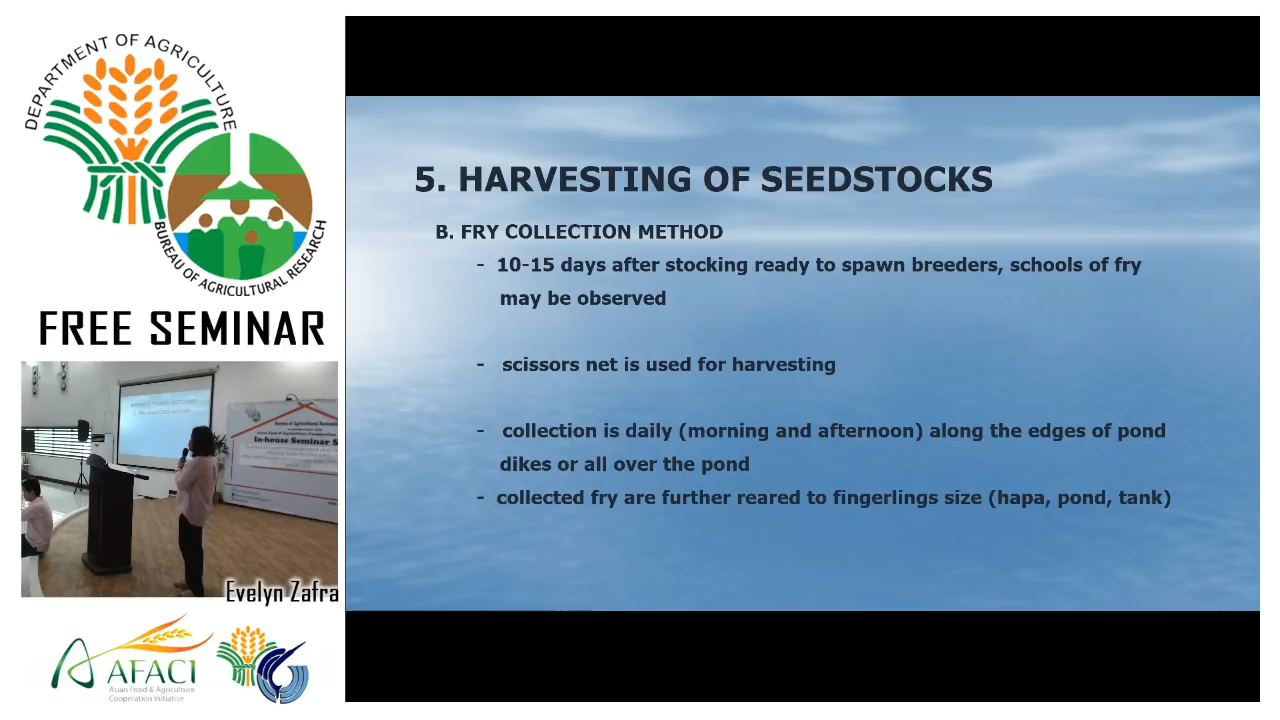 DEPARTMENT OF AGRICULTURE
BUREAU OF AGRICULTURAL RESEARCH
FREE SEMINAR
In-house Seminar S
Evelyn Zafra
AFACI
Asian Food & Agriculture
Cooperation Initiative
5. HARVESTING OF SEEDSTOCKS
B. FRY COLLECTION METHOD
- 10-15 days after stocking ready to spawn breeders, schools of fry
may be observed
- scissors net is used for harvesting
- collection is daily (morning and afternoon) along the edges of pond
dikes or all over the pond
- collected fry are further reared to fingerlings size (hapa, pond, tank)